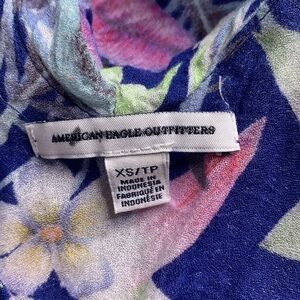 AMERICAN EAGLE OUTFITTERS
XS/TP
MADE IN
INDONESIA
FABRIQUÉ EN
INDONÉSIE